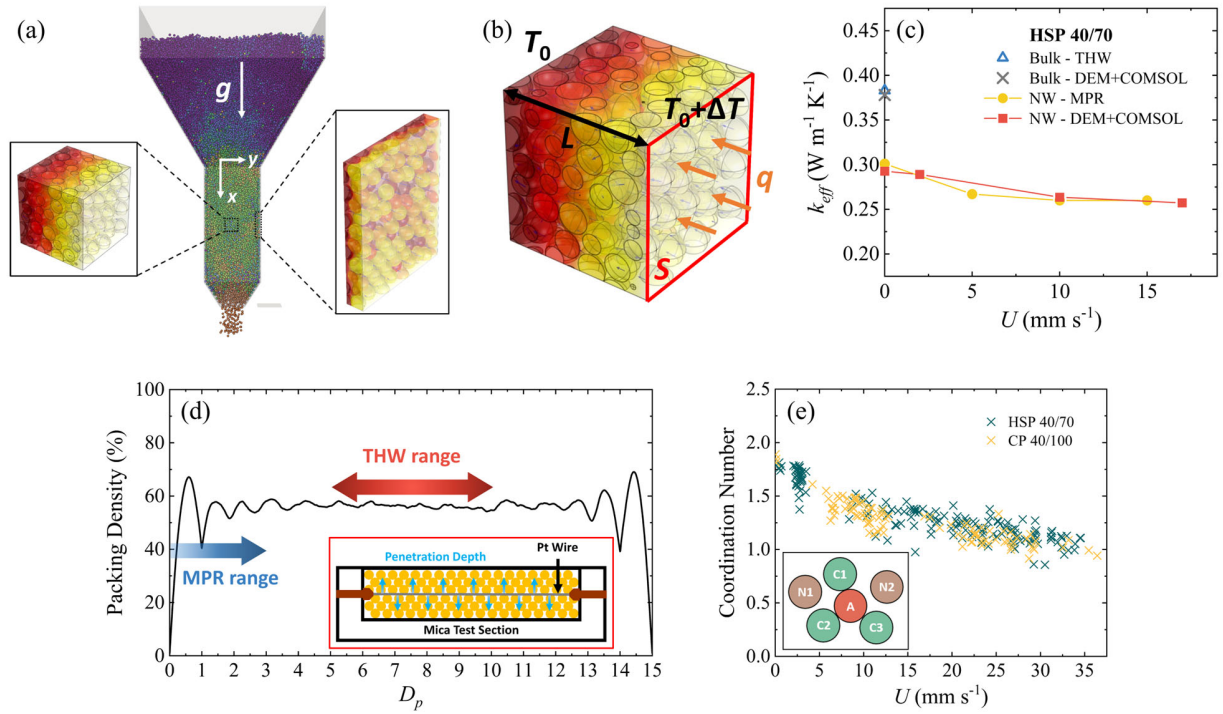 (a)
g
y
x
(b)
T0
T0+ΔT
L
q
S
(c)
HSP 40/70
Bulk - THW
Bulk - DEM+COMSOL
NW - MPR
NW - DEM+COMSOL
0.45
0.40
0.35
0.30
0.25
0.20
keff (W m⁻¹ K⁻¹)
0 5 10 15
U (mm s⁻¹)
(d)
100
80
60
40
20
0
Packing Density (%)
THW range
MPR range
Penetration Depth
Pt Wire
Mica Test Section
0 1 2 3 4 5 6 7 8 9 10 11 12 13 14 15
Dp
(e)
HSP 40/70
CP 40/100
2.5
2.0
1.5
1.0
0.5
0.0
Coordination Number
C1
N1
N2
A
C2
C3
0 5 10 15 20 25 30 35
U (mm s⁻¹)